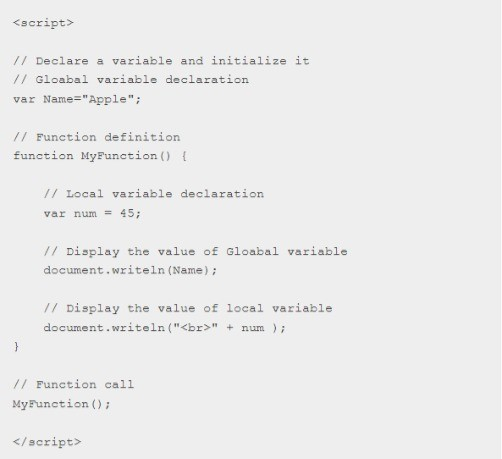 <script>
// Declare a variable and initialize it
// Gloabal variable declaration
var Name="Apple";
// Function definition
function MyFunction() {
// Local variable declaration
var num = 45;
// Display the value of Gloabal variable
document.writeln(Name);
// Display the value of local variable
document.writeln("<br>" + num );
}
// Function call
MyFunction();
</script>